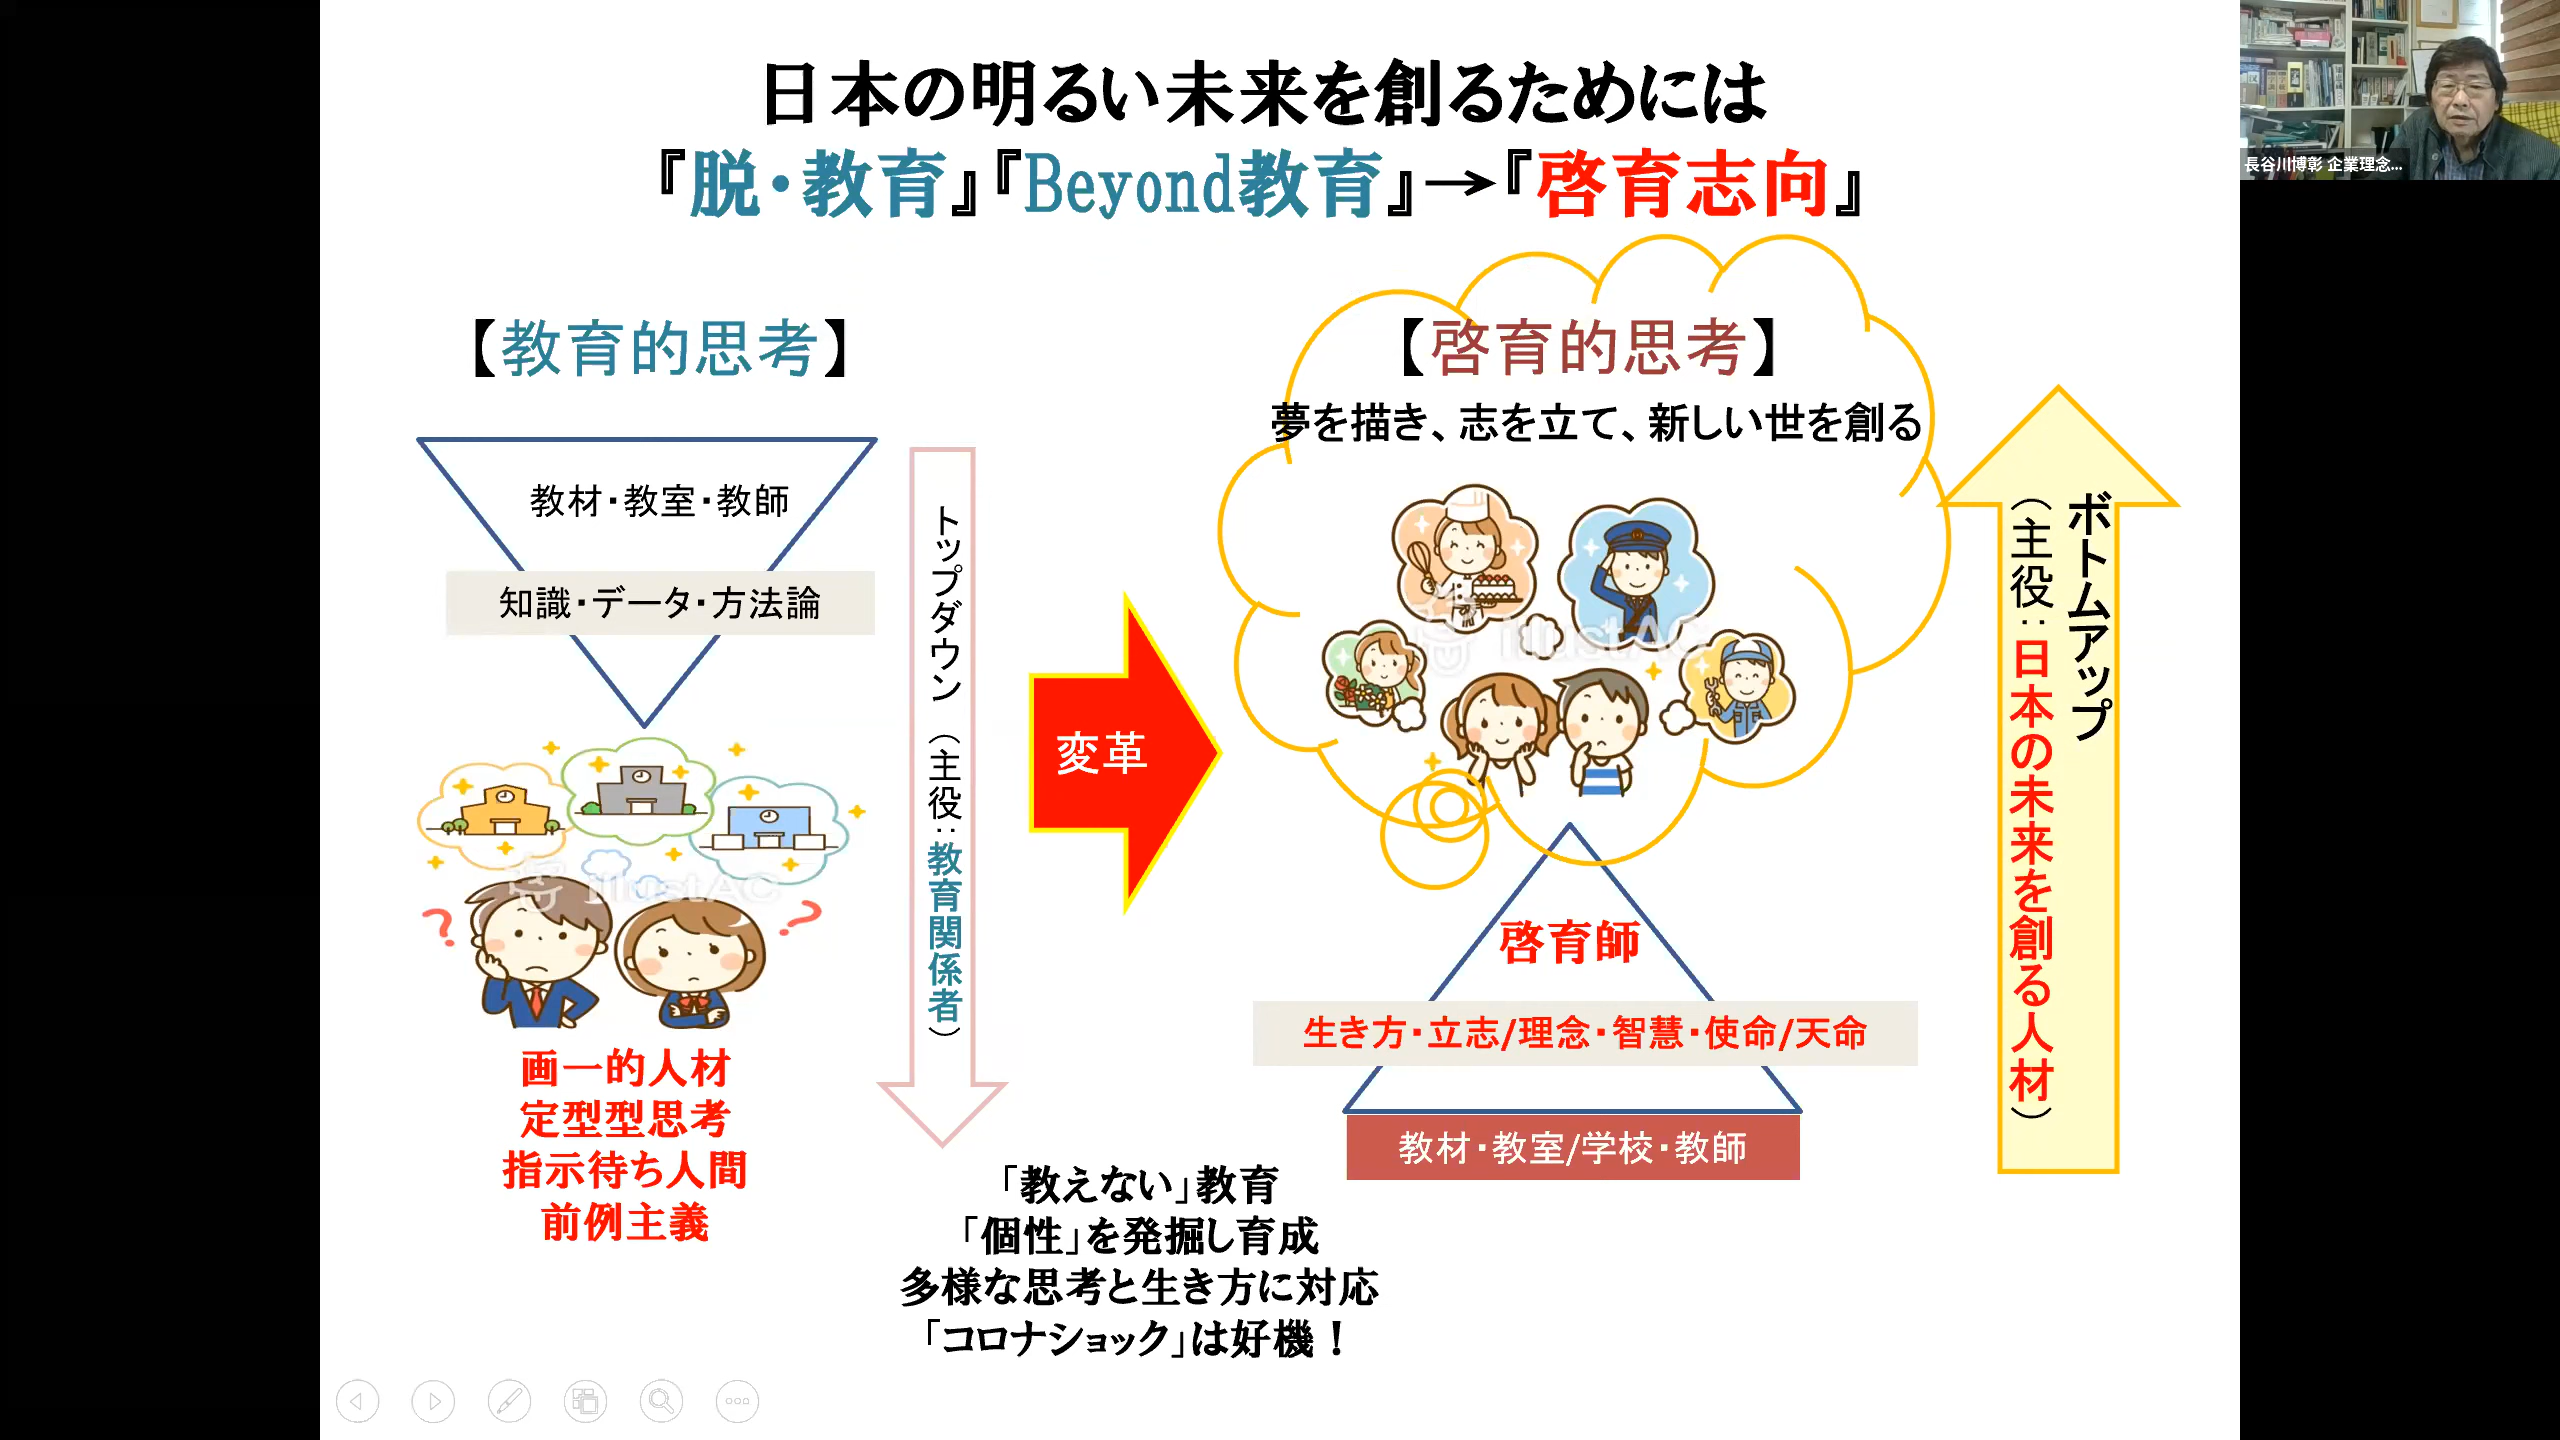 日本の明るい未来を創るためには
『脱・教育』『Beyond教育』→『啓育志向』
長谷川博彰 企業理念...
【教育的思考】
教材・教室・教師
知識・データ・方法論
illustAC
画一的人材
定型型思考
指示待ち人間
前例主義
トップダウン（主役：教育関係者）
変革
【啓育的思考】
夢を描き、志を立て、新しい世を創る
illustAC
啓育師
生き方・立志/理念・智慧・使命/天命
教材・教室/学校・教師
ボトムアップ
（主役：日本の未来を創る人材）
「教えない」教育
「個性」を発掘し育成
多様な思考と生き方に対応
「コロナショック」は好機！